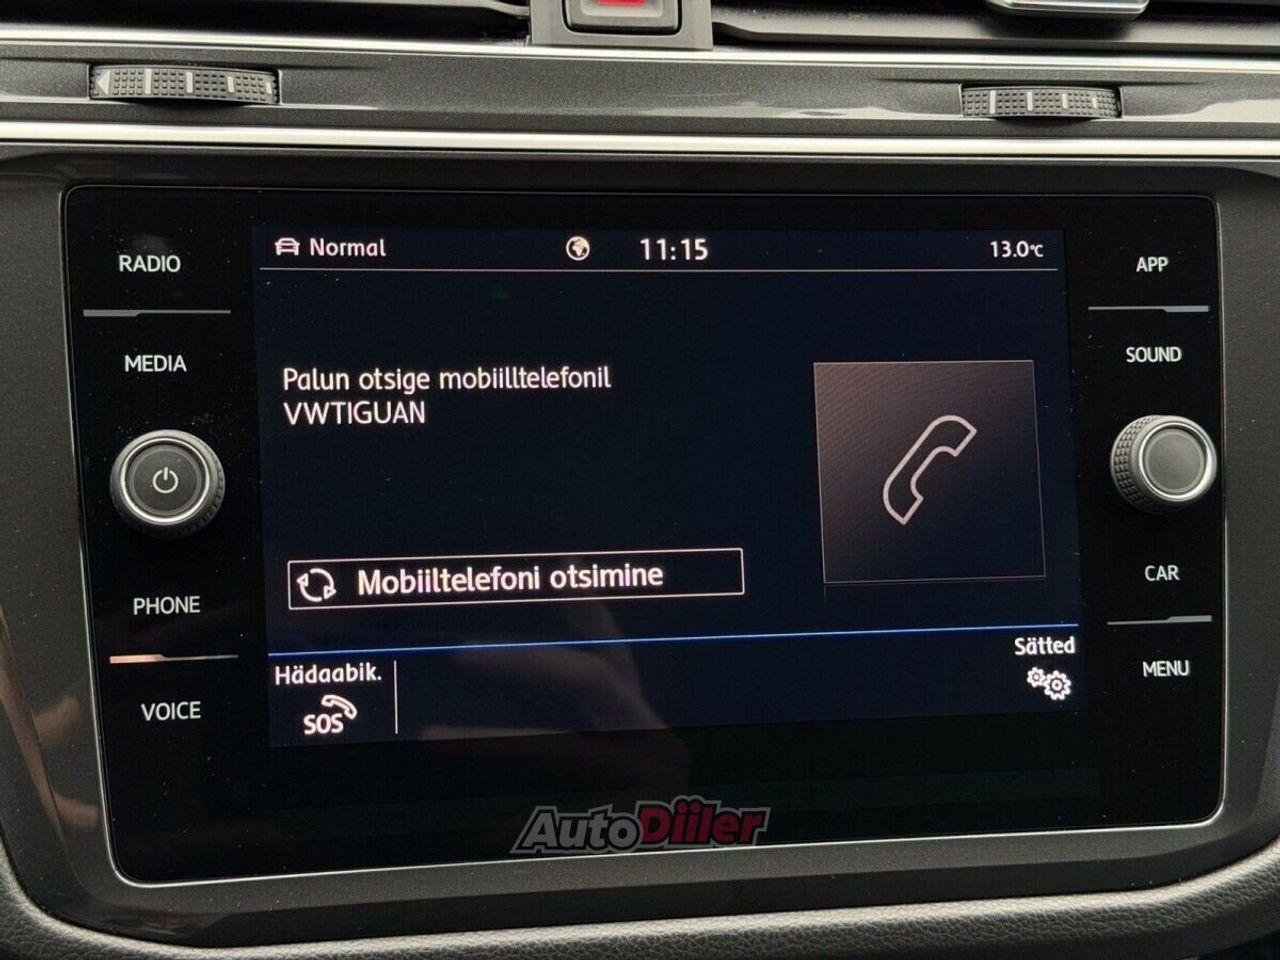 Normal 11:15 13.0°C
RADIO
APP
MEDIA
SOUND
Palun otsige mobiilltelefonil
VWTIGUAN
Mobiiltelefoni otsimine
PHONE
CAR
Hädaabik.
SOS
Sätted
VOICE
MENU
AutoDiiler